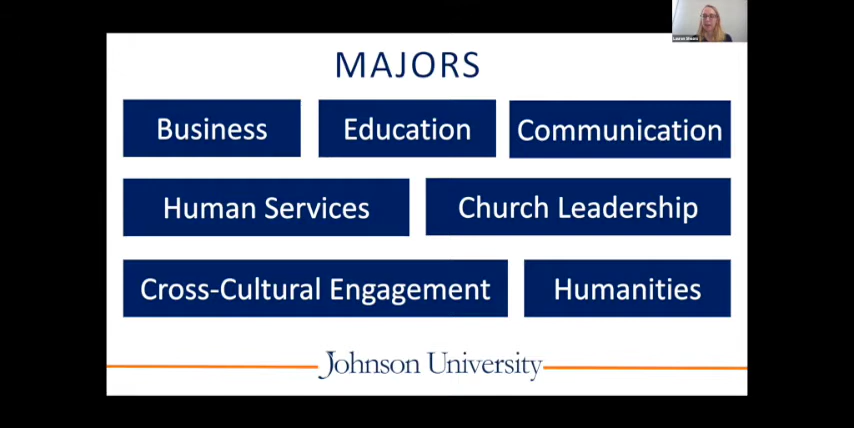 MAJORS
Business
Education
Communication
Human Services
Church Leadership
Cross-Cultural Engagement
Humanities
Johnson University